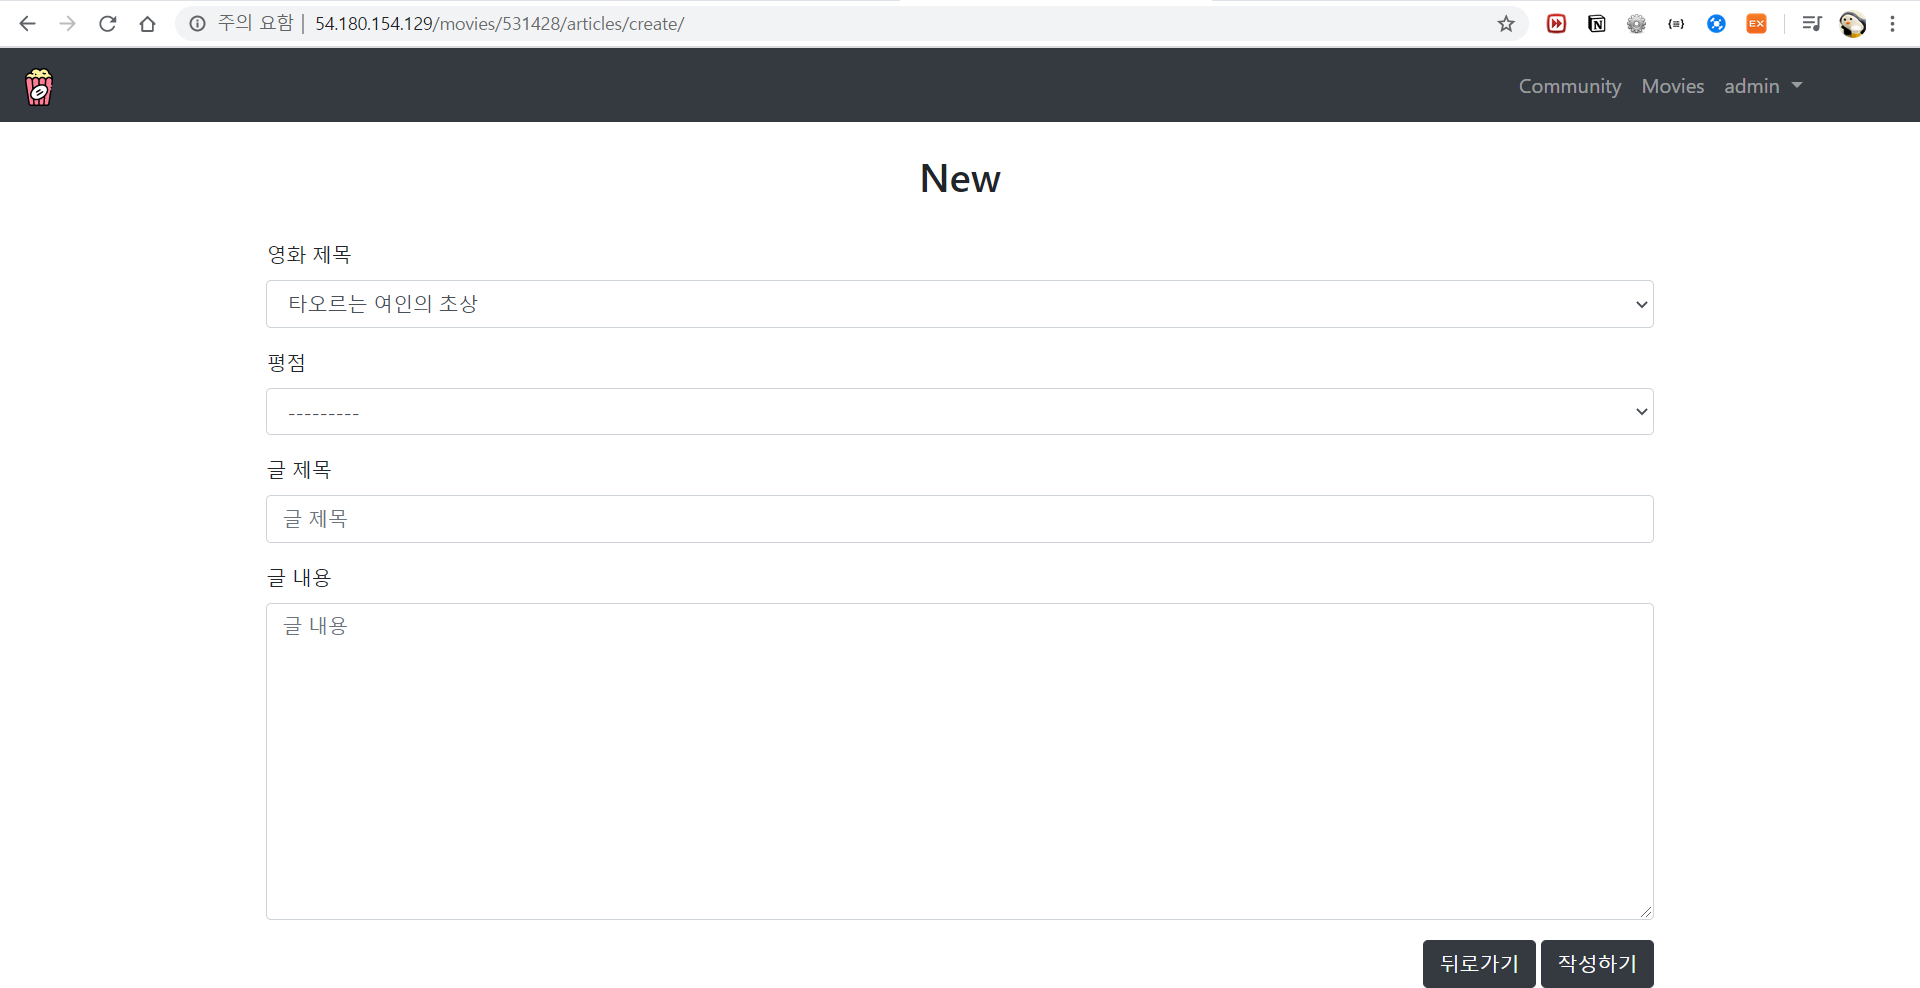 주의 요함 | 54.180.154.129/movies/531428/articles/create/
EX
Community Movies admin
New
영화 제목
타오르는 여인의 초상
평점
---------
글 제목
글 제목
글 내용
글 내용
뒤로가기 작성하기